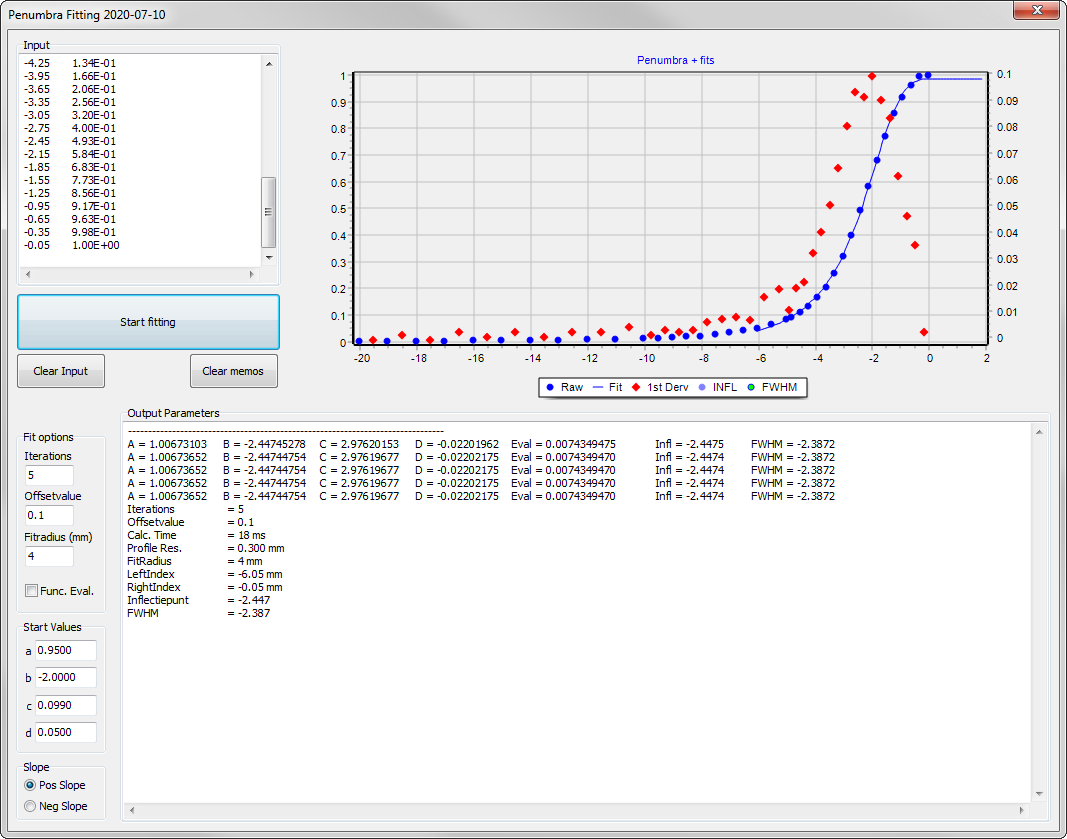 Penumbra Fitting 2020-07-10
Input
-4.25 1.34E-01
-3.95 1.66E-01
-3.65 2.06E-01
-3.35 2.56E-01
-3.05 3.20E-01
-2.75 4.00E-01
-2.45 4.93E-01
-2.15 5.84E-01
-1.85 6.83E-01
-1.55 7.73E-01
-1.25 8.56E-01
-0.95 9.17E-01
-0.65 9.63E-01
-0.35 9.98E-01
-0.05 1.00E+00
Start fitting
Clear Input
Clear memos
Penumbra + fits
1
0.9
0.8
0.7
0.6
0.5
0.4
0.3
0.2
0.1
0
0.1
0.09
0.08
0.07
0.06
0.05
0.04
0.03
0.02
0.01
0
-20 -18 -16 -14 -12 -10 -8 -6 -4 -2 0 2
Raw Fit 1st Derv INFL FWHM
Fit options
Iterations
5
Offsetvalue
0.1
Fitradius (mm)
4
Func. Eval.
Start Values
a 0.9500
b -2.0000
c 0.0990
d 0.0500
Slope
Pos Slope
Neg Slope
Output Parameters
-------------------------------------------------------------------------------
A = 1.00673103 B = -2.44745278 C = 2.97620153 D = -0.02201962 Eval = 0.0074349475 Infl = -2.4475 FWHM = -2.3872
A = 1.00673652 B = -2.44744754 C = 2.97619677 D = -0.02202175 Eval = 0.0074349470 Infl = -2.4474 FWHM = -2.3872
A = 1.00673652 B = -2.44744754 C = 2.97619677 D = -0.02202175 Eval = 0.0074349470 Infl = -2.4474 FWHM = -2.3872
A = 1.00673652 B = -2.44744754 C = 2.97619677 D = -0.02202175 Eval = 0.0074349470 Infl = -2.4474 FWHM = -2.3872
A = 1.00673652 B = -2.44744754 C = 2.97619677 D = -0.02202175 Eval = 0.0074349470 Infl = -2.4474 FWHM = -2.3872
Iterations = 5
Offsetvalue = 0.1
Calc. Time = 18 ms
Profile Res. = 0.300 mm
FitRadius = 4 mm
LeftIndex = -6.05 mm
RightIndex = -0.05 mm
Inflectiepunt = -2.447
FWHM = -2.387